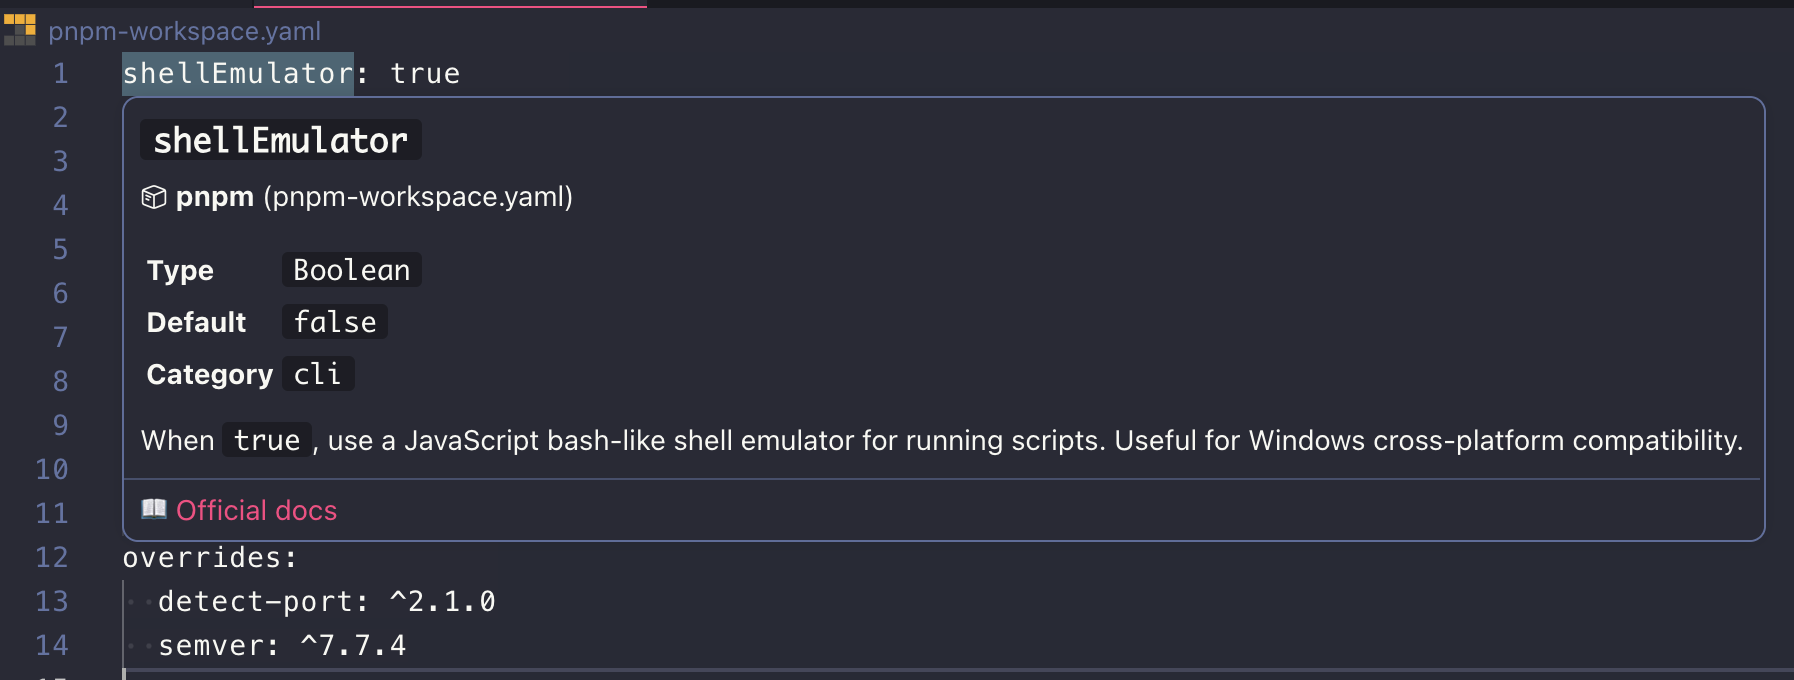 pnpm-workspace.yaml
1 shellEmulator: true
2
3
4
5
6
7
8
9
10
11
shellEmulator
pnpm (pnpm-workspace.yaml)
Type Boolean
Default false
Category cli
When true, use a JavaScript bash-like shell emulator for running scripts. Useful for Windows cross-platform compatibility.
Official docs
12 overrides:
13 detect-port: ^2.1.0
14 semver: ^7.7.4